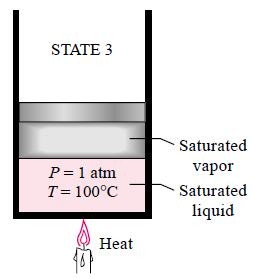 STATE 3
Saturated
vapor
P = 1 atm
T = 100°C
Saturated
liquid
Heat